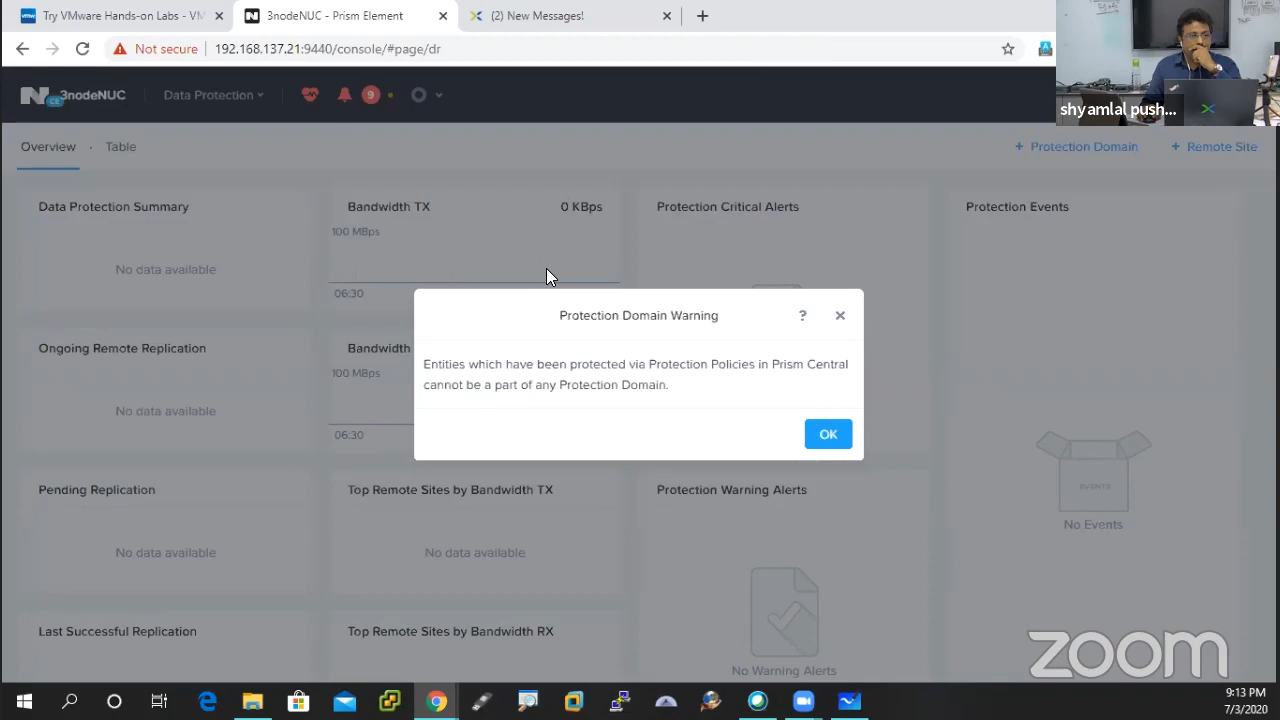 Try VMware Hands-on Labs - VM
3nodeNUC - Prism Element
(2) New Messages!
Not secure
192.168.137.21:9440/console/#page/dr
shyamlal push...
3nodeNUC
CE
Data Protection
9
Overview
Table
+ Protection Domain
+ Remote Site
Data Protection Summary
No data available
Bandwidth TX
0 KBps
100 MBps
06:30
Protection Critical Alerts
Protection Events
Protection Domain Warning
?
Entities which have been protected via Protection Policies in Prism Central
cannot be a part of any Protection Domain.
OK
Ongoing Remote Replication
No data available
Bandwidth
100 MBps
06:30
EVENTS
No Events
Pending Replication
No data available
Top Remote Sites by Bandwidth TX
No data available
Protection Warning Alerts
No Warning Alerts
Last Successful Replication
Top Remote Sites by Bandwidth RX
zoom
9:13 PM
7/3/2020